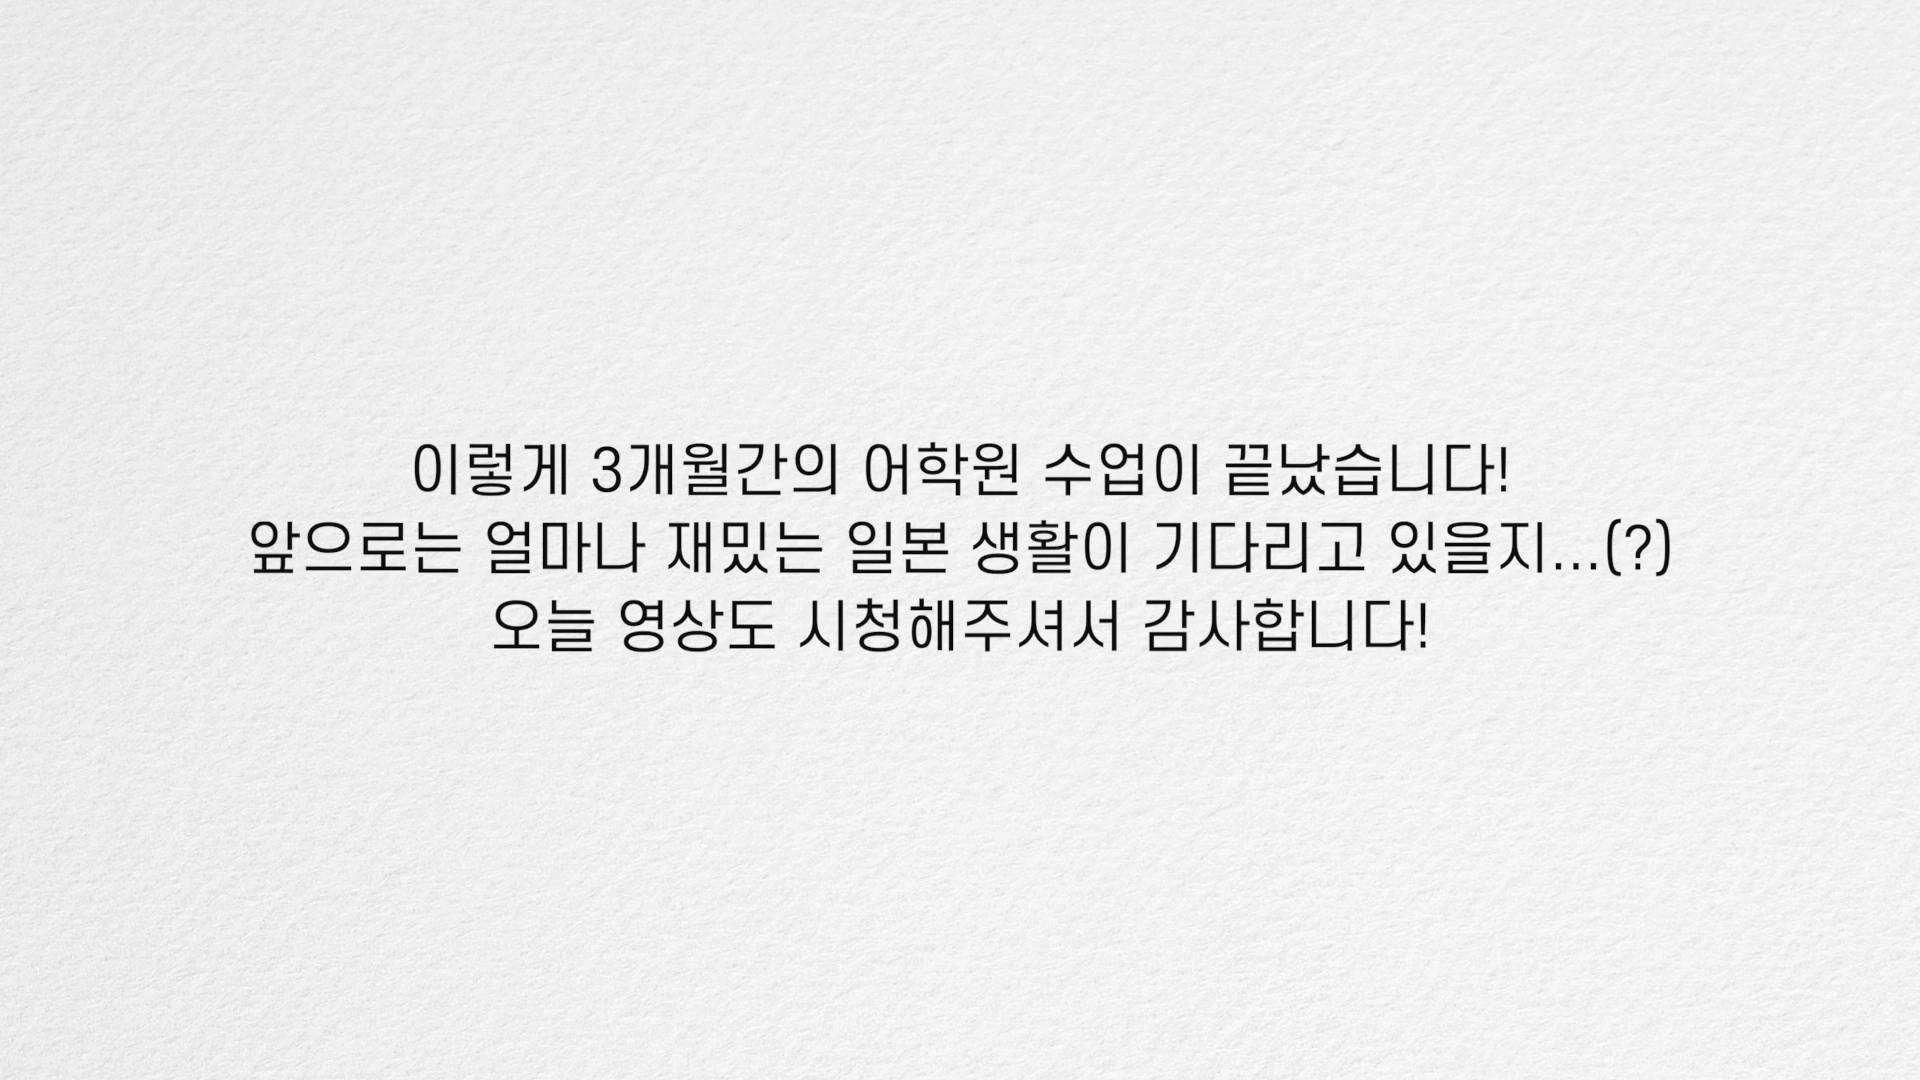 이렇게 3개월간의 어학원 수업이 끝났습니다!
앞으로는 얼마나 재밌는 일본 생활이 기다리고 있을지...(?)
오늘 영상도 시청해주셔서 감사합니다!